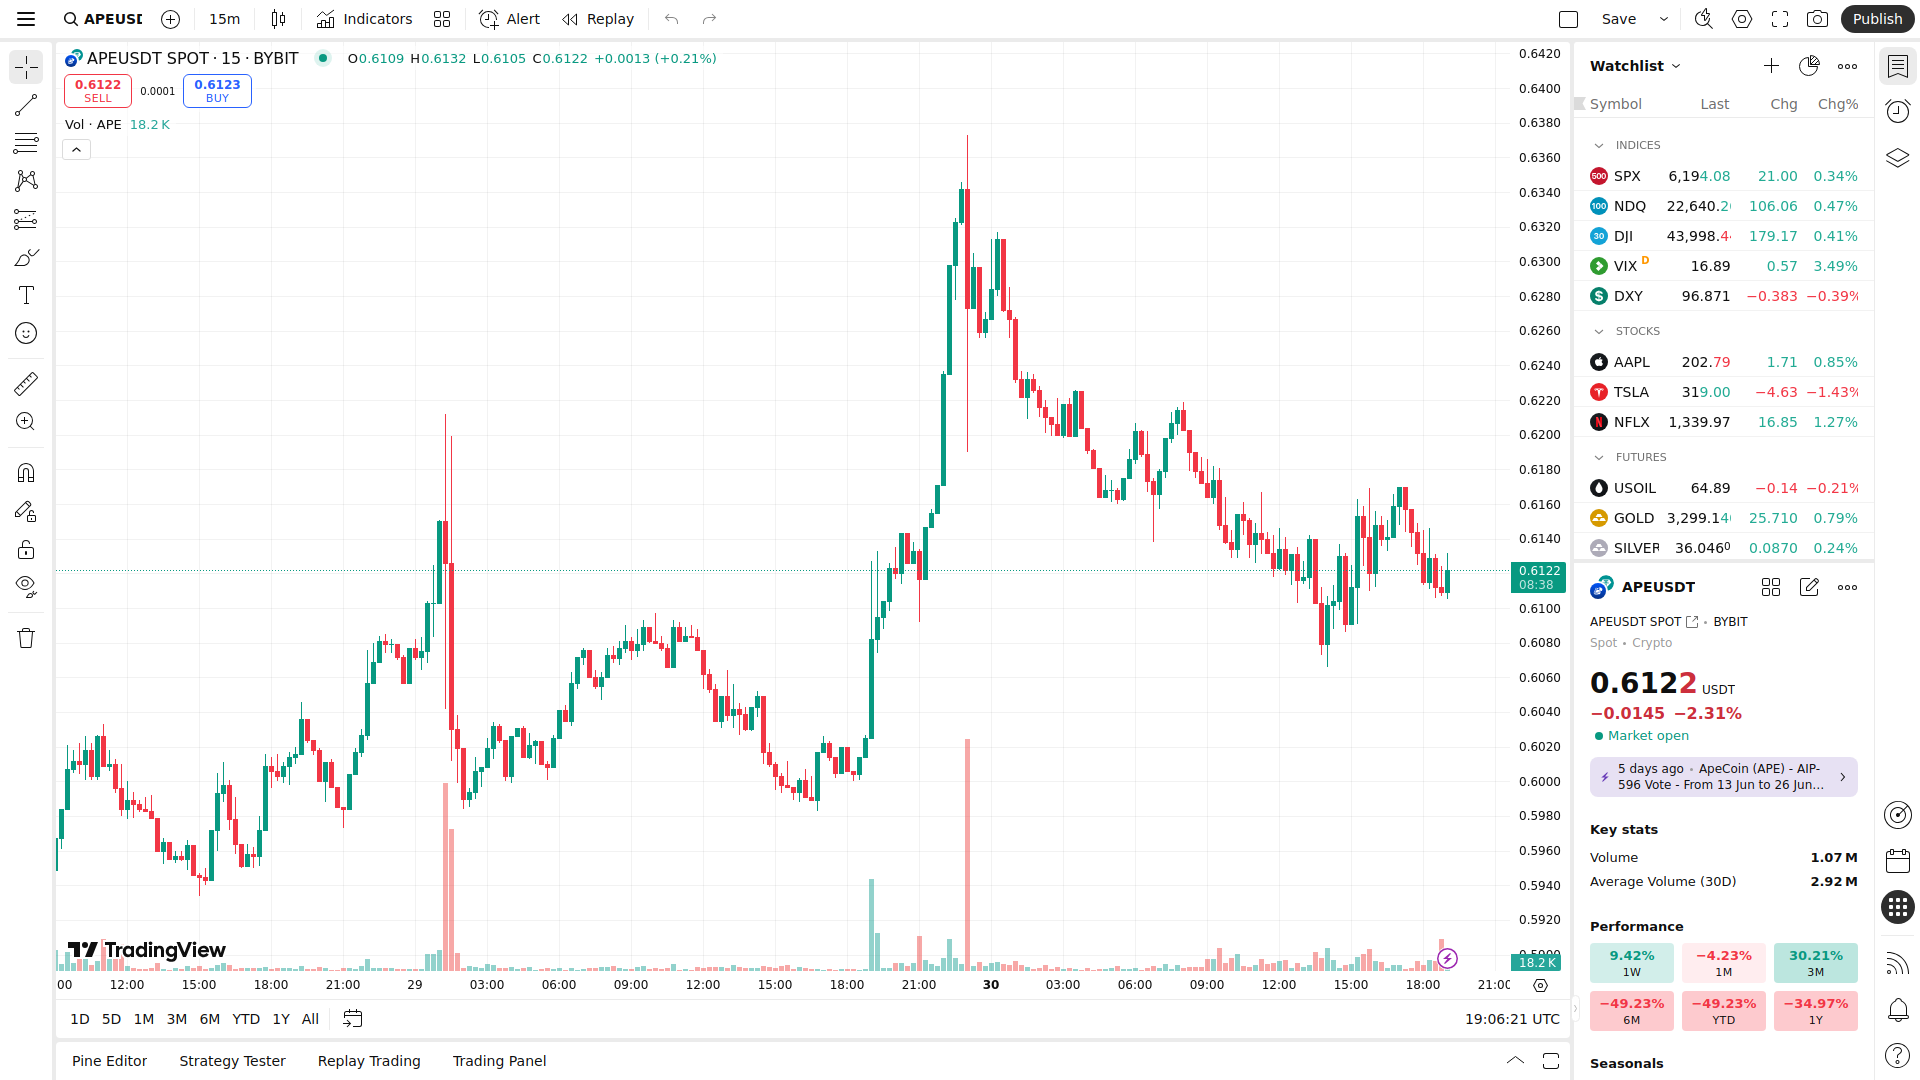 APEUSD
15m
Indicators
Alert
Replay
Save
Publish
APEUSDT SPOT · 15 · BYBIT
O0.6109 H0.6132 L0.6105 C0.6122 +0.0013 (+0.21%)
0.6122 SELL
0.0001
0.6123 BUY
Vol · APE 18.2 K
0.6420
0.6400
0.6380
0.6360
0.6340
0.6320
0.6300
0.6280
0.6260
0.6240
0.6220
0.6200
0.6180
0.6160
0.6140
0.6122
08:38
0.6100
0.6080
0.6060
0.6040
0.6020
0.6000
0.5980
0.5960
0.5940
0.5920
18.2 K
TradingView
00 12:00 15:00 18:00 21:00 29 03:00 06:00 09:00 12:00 15:00 18:00 21:00 30 03:00 06:00 09:00 12:00 15:00 18:00 21:00
1D 5D 1M 3M 6M YTD 1Y All
19:06:21 UTC
Pine Editor Strategy Tester Replay Trading Trading Panel
Watchlist
Symbol Last Chg Chg%
INDICES
SPX 6,194.08 21.00 0.34%
NDQ 22,640.2 106.06 0.47%
DJI 43,998.4 179.17 0.41%
VIX D 16.89 0.57 3.49%
DXY 96.871 −0.383 −0.39%
STOCKS
AAPL 202.79 1.71 0.85%
TSLA 319.00 −4.63 −1.43%
NFLX 1,339.97 16.85 1.27%
FUTURES
USOIL 64.89 −0.14 −0.21%
GOLD 3,299.14 25.710 0.79%
SILVER 36.0460 0.0870 0.24%
APEUSDT
APEUSDT SPOT • BYBIT
Spot • Crypto
0.6122 USDT
−0.0145 −2.31%
Market open
5 days ago • ApeCoin (APE) - AIP-
596 Vote - From 13 Jun to 26 Jun...
Key stats
Volume 1.07 M
Average Volume (30D) 2.92 M
Performance
9.42% −4.23% 30.21%
1W 1M 3M
−49.23% −49.23% −34.97%
6M YTD 1Y
Seasonals